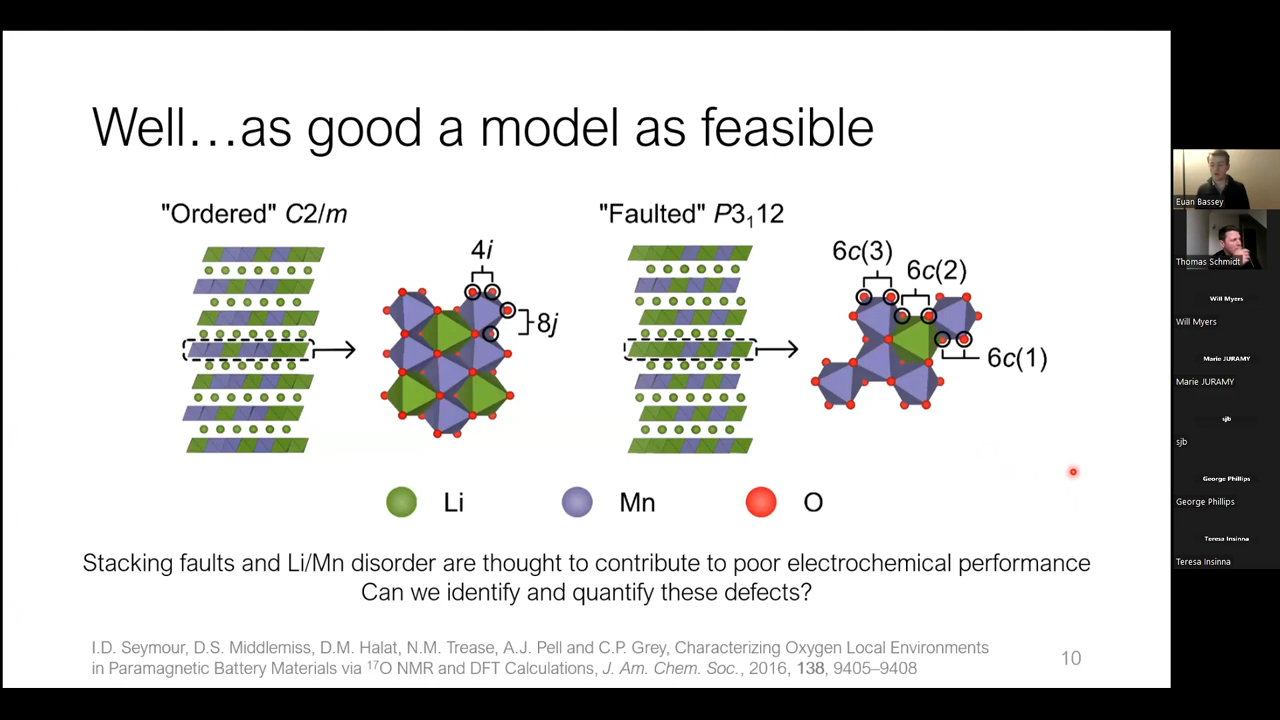 Well…as good a model as feasible
"Ordered" C2/m
4i
8j
"Faulted" P3₁12
6c(3)
6c(2)
6c(1)
Li
Mn
O
Stacking faults and Li/Mn disorder are thought to contribute to poor electrochemical performance
Can we identify and quantify these defects?
I.D. Seymour, D.S. Middlemiss, D.M. Halat, N.M. Trease, A.J. Pell and C.P. Grey, Characterizing Oxygen Local Environments
in Paramagnetic Battery Materials via ¹⁷O NMR and DFT Calculations, J. Am. Chem. Soc., 2016, 138, 9405–9408
10
Euan Bassey
Thomas Schmidt
Will Myers
Will Myers
Marie JURAMY
Marie JURAMY
sjb
sjb
George Phillips
George Phillips
Teresa Insinna
Teresa Insinna